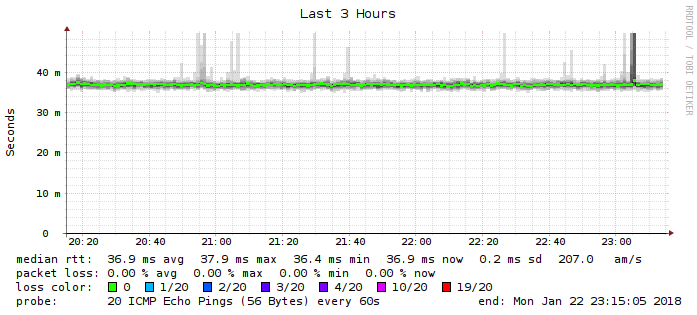 Last 3 Hours
RRDTOOL / TOBI OETIKER
Seconds
40 m
30 m
20 m
10 m
0
20:20 20:40 21:00 21:20 21:40 22:00 22:20 22:40 23:00
median rtt: 36.9 ms avg 37.9 ms max 36.4 ms min 36.9 ms now 0.2 ms sd 207.0 am/s
packet loss: 0.00 % avg 0.00 % max 0.00 % min 0.00 % now
loss color: 0 1/20 2/20 3/20 4/20 10/20 19/20
probe: 20 ICMP Echo Pings (56 Bytes) every 60s end: Mon Jan 22 23:15:05 2018